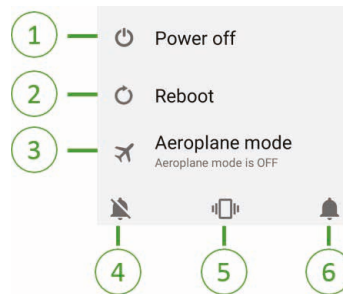 1 Power off
2 Reboot
3 Aeroplane mode
Aeroplane mode is OFF
4 5 6